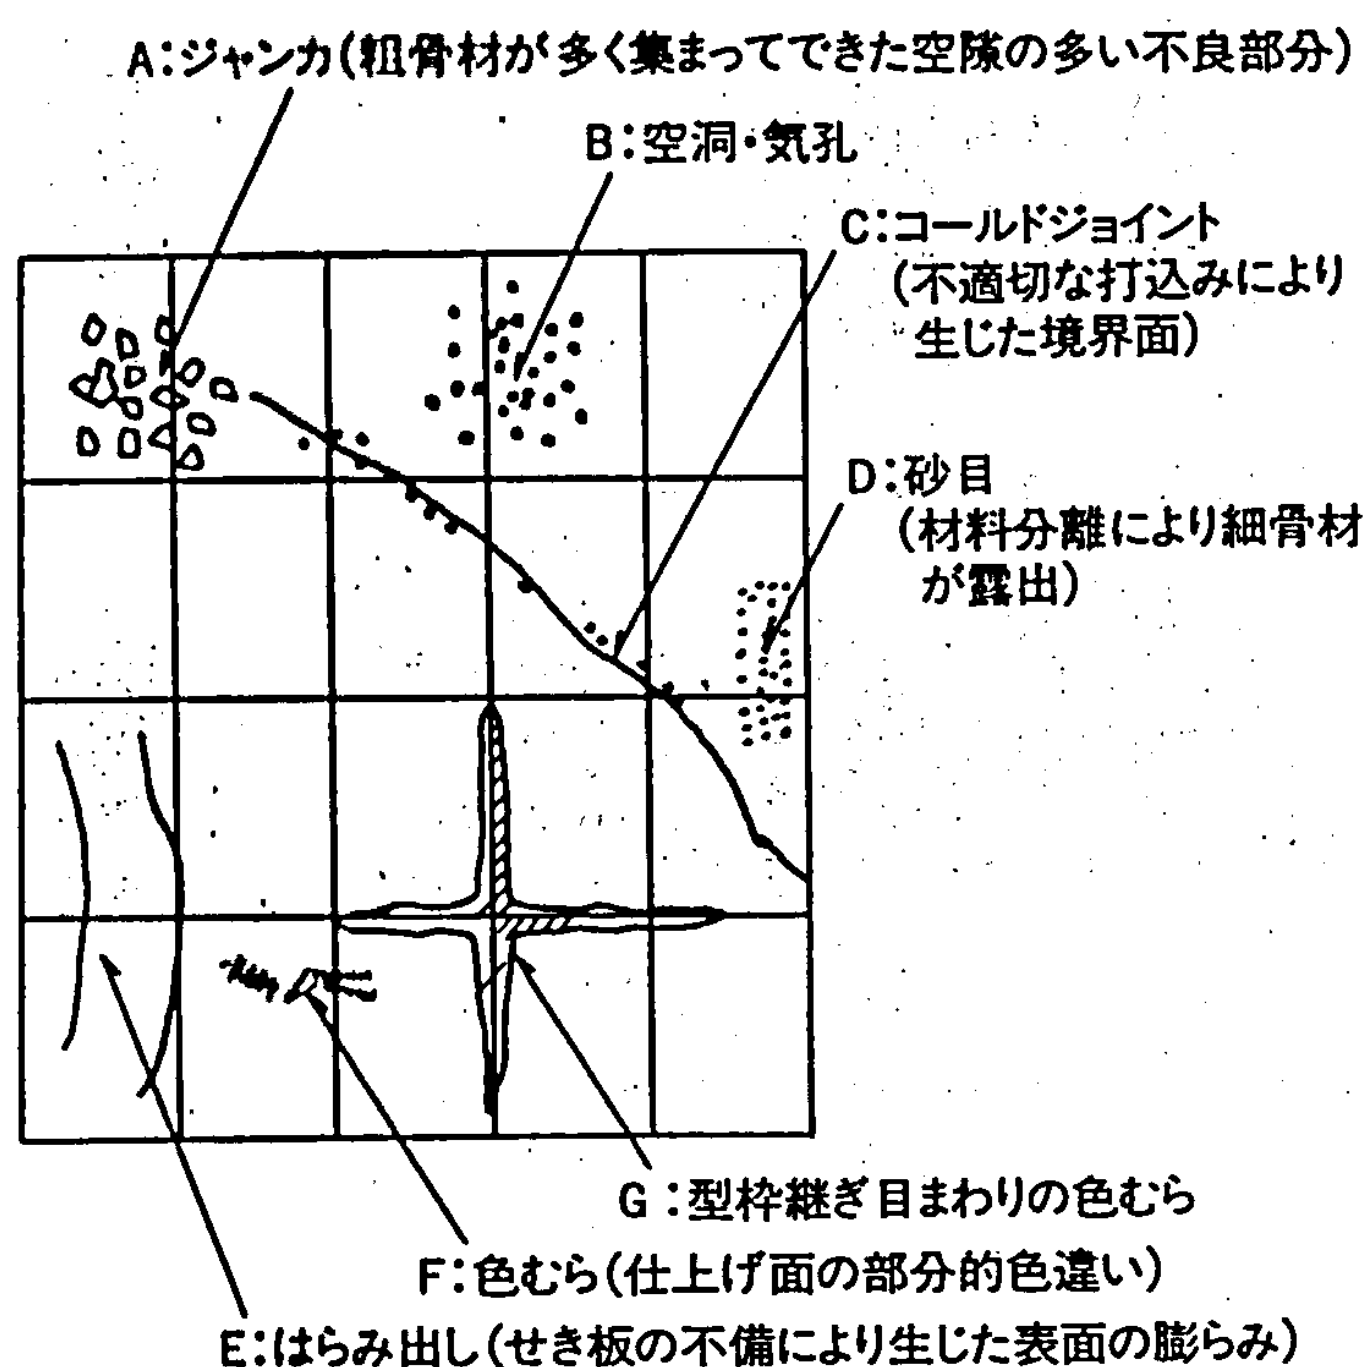 A:ジャンカ(粗骨材が多く集まってできた空隙の多い不良部分)
B:空洞・気孔
C:コールドジョイント
(不適切な打込みにより
生じた境界面)
D:砂目
(材料分離により細骨材
が露出)
G:型枠継ぎ目まわりの色むら
F:色むら(仕上げ面の部分的色違い)
E:はらみ出し(せき板の不備により生じた表面の膨らみ)